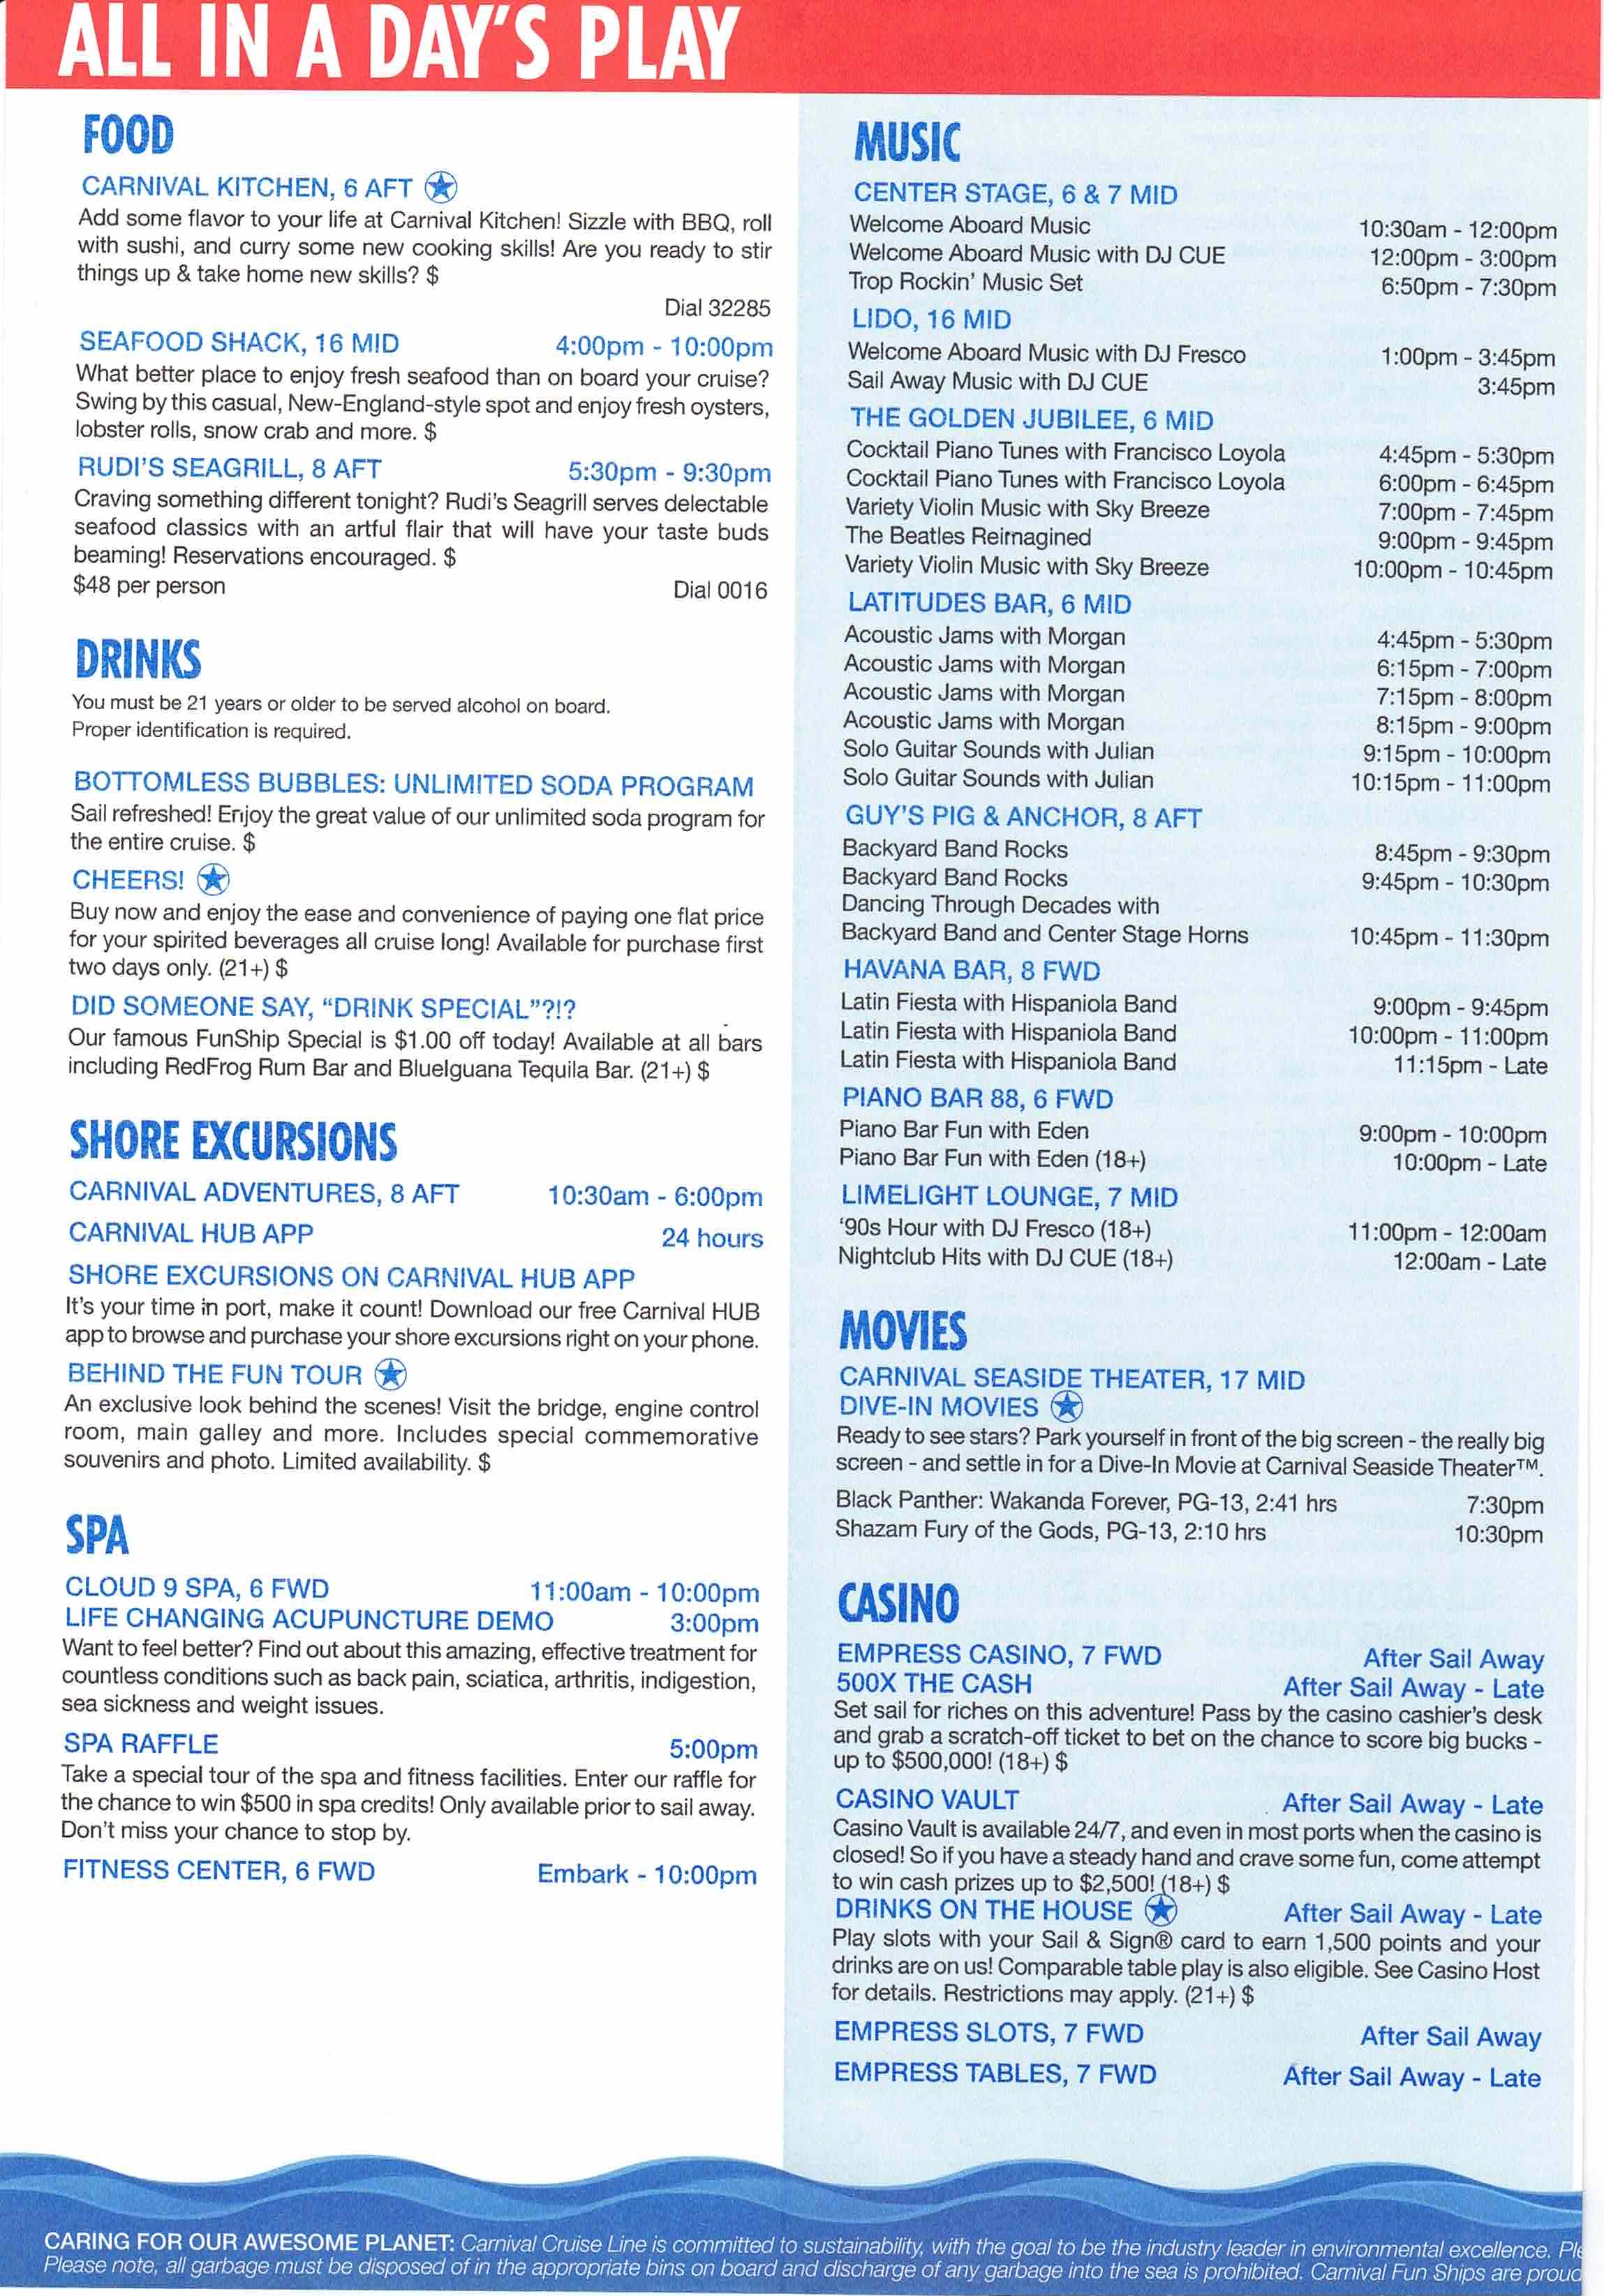 ALL IN A DAY'S PLAY
FOOD
CARNIVAL KITCHEN, 6 AFT
Add some flavor to your life at Carnival Kitchen! Sizzle with BBQ, roll
with sushi, and curry some new cooking skills! Are you ready to stir
things up & take home new skills? $
Dial 32285
SEAFOOD SHACK, 16 MID 4:00pm - 10:00pm
What better place to enjoy fresh seafood than on board your cruise?
Swing by this casual, New-England-style spot and enjoy fresh oysters,
lobster rolls, snow crab and more. $
RUDI'S SEAGRILL, 8 AFT 5:30pm - 9:30pm
Craving something different tonight? Rudi's Seagrill serves delectable
seafood classics with an artful flair that will have your taste buds
beaming! Reservations encouraged. $
$48 per person Dial 0016
DRINKS
You must be 21 years or older to be served alcohol on board.
Proper identification is required.
BOTTOMLESS BUBBLES: UNLIMITED SODA PROGRAM
Sail refreshed! Enjoy the great value of our unlimited soda program for
the entire cruise. $
CHEERS!
Buy now and enjoy the ease and convenience of paying one flat price
for your spirited beverages all cruise long! Available for purchase first
two days only. (21+) $
DID SOMEONE SAY, “DRINK SPECIAL”?!?
Our famous FunShip Special is $1.00 off today! Available at all bars
including RedFrog Rum Bar and BlueIguana Tequila Bar. (21+) $
SHORE EXCURSIONS
CARNIVAL ADVENTURES, 8 AFT 10:30am - 6:00pm
CARNIVAL HUB APP 24 hours
SHORE EXCURSIONS ON CARNIVAL HUB APP
It's your time in port, make it count! Download our free Carnival HUB
app to browse and purchase your shore excursions right on your phone.
BEHIND THE FUN TOUR
An exclusive look behind the scenes! Visit the bridge, engine control
room, main galley and more. Includes special commemorative
souvenirs and photo. Limited availability. $
SPA
CLOUD 9 SPA, 6 FWD 11:00am - 10:00pm
LIFE CHANGING ACUPUNCTURE DEMO 3:00pm
Want to feel better? Find out about this amazing, effective treatment for
countless conditions such as back pain, sciatica, arthritis, indigestion,
sea sickness and weight issues.
SPA RAFFLE 5:00pm
Take a special tour of the spa and fitness facilities. Enter our raffle for
the chance to win $500 in spa credits! Only available prior to sail away.
Don't miss your chance to stop by.
FITNESS CENTER, 6 FWD Embark - 10:00pm
MUSIC
CENTER STAGE, 6 & 7 MID
Welcome Aboard Music 10:30am - 12:00pm
Welcome Aboard Music with DJ CUE 12:00pm - 3:00pm
Trop Rockin' Music Set 6:50pm - 7:30pm
LIDO, 16 MID
Welcome Aboard Music with DJ Fresco 1:00pm - 3:45pm
Sail Away Music with DJ CUE 3:45pm
THE GOLDEN JUBILEE, 6 MID
Cocktail Piano Tunes with Francisco Loyola 4:45pm - 5:30pm
Cocktail Piano Tunes with Francisco Loyola 6:00pm - 6:45pm
Variety Violin Music with Sky Breeze 7:00pm - 7:45pm
The Beatles Reimagined 9:00pm - 9:45pm
Variety Violin Music with Sky Breeze 10:00pm - 10:45pm
LATITUDES BAR, 6 MID
Acoustic Jams with Morgan 4:45pm - 5:30pm
Acoustic Jams with Morgan 6:15pm - 7:00pm
Acoustic Jams with Morgan 7:15pm - 8:00pm
Acoustic Jams with Morgan 8:15pm - 9:00pm
Solo Guitar Sounds with Julian 9:15pm - 10:00pm
Solo Guitar Sounds with Julian 10:15pm - 11:00pm
GUY'S PIG & ANCHOR, 8 AFT
Backyard Band Rocks 8:45pm - 9:30pm
Backyard Band Rocks 9:45pm - 10:30pm
Dancing Through Decades with
Backyard Band and Center Stage Horns 10:45pm - 11:30pm
HAVANA BAR, 8 FWD
Latin Fiesta with Hispaniola Band 9:00pm - 9:45pm
Latin Fiesta with Hispaniola Band 10:00pm - 11:00pm
Latin Fiesta with Hispaniola Band 11:15pm - Late
PIANO BAR 88, 6 FWD
Piano Bar Fun with Eden 9:00pm - 10:00pm
Piano Bar Fun with Eden (18+) 10:00pm - Late
LIMELIGHT LOUNGE, 7 MID
‘90s Hour with DJ Fresco (18+) 11:00pm - 12:00am
Nightclub Hits with DJ CUE (18+) 12:00am - Late
MOVIES
CARNIVAL SEASIDE THEATER, 17 MID
DIVE-IN MOVIES
Ready to see stars? Park yourself in front of the big screen - the really big
screen - and settle in for a Dive-In Movie at Carnival Seaside Theater™.
Black Panther: Wakanda Forever, PG-13, 2:41 hrs 7:30pm
Shazam Fury of the Gods, PG-13, 2:10 hrs 10:30pm
CASINO
EMPRESS CASINO, 7 FWD After Sail Away
500X THE CASH After Sail Away - Late
Set sail for riches on this adventure! Pass by the casino cashier's desk
and grab a scratch-off ticket to bet on the chance to score big bucks -
up to $500,000! (18+) $
CASINO VAULT After Sail Away - Late
Casino Vault is available 24/7, and even in most ports when the casino is
closed! So if you have a steady hand and crave some fun, come attempt
to win cash prizes up to $2,500! (18+) $
DRINKS ON THE HOUSE After Sail Away - Late
Play slots with your Sail & Sign® card to earn 1,500 points and your
drinks are on us! Comparable table play is also eligible. See Casino Host
for details. Restrictions may apply. (21+) $
EMPRESS SLOTS, 7 FWD After Sail Away
EMPRESS TABLES, 7 FWD After Sail Away - Late
CARING FOR OUR AWESOME PLANET: Carnival Cruise Line is committed to sustainability, with the goal to be the industry leader in environmental excellence.
Please note, all garbage must be disposed of in the appropriate bins on board and discharge of any garbage into the sea is prohibited. Carnival Fun Ships are